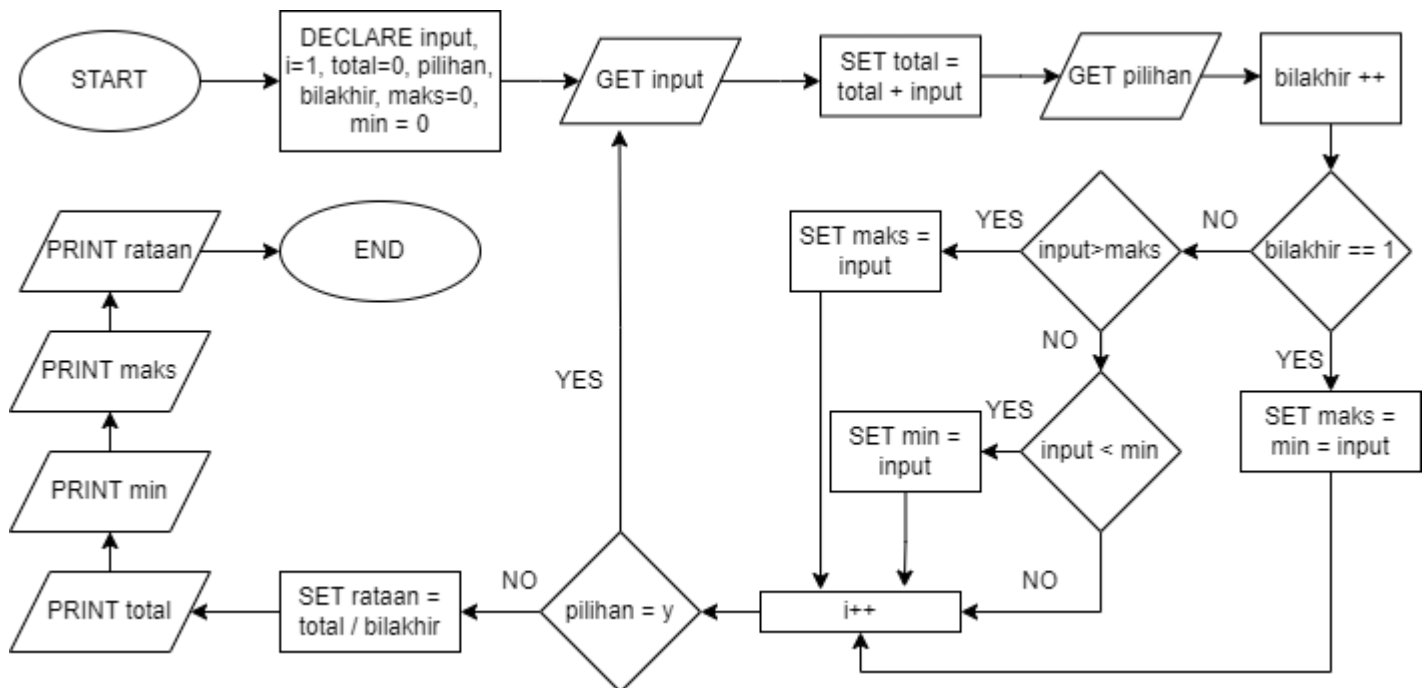 START
DECLARE input,
i=1, total=0, pilihan,
bilakhir, maks=0,
min = 0
GET input
SET total =
total + input
GET pilihan
bilakhir ++
bilakhir == 1
NO
YES
input>maks
YES
SET maks =
input
NO
YES
input < min
SET min =
input
SET maks =
min = input
NO
i++
pilihan = y
YES
NO
SET rataan =
total / bilakhir
PRINT total
PRINT min
PRINT maks
PRINT rataan
END